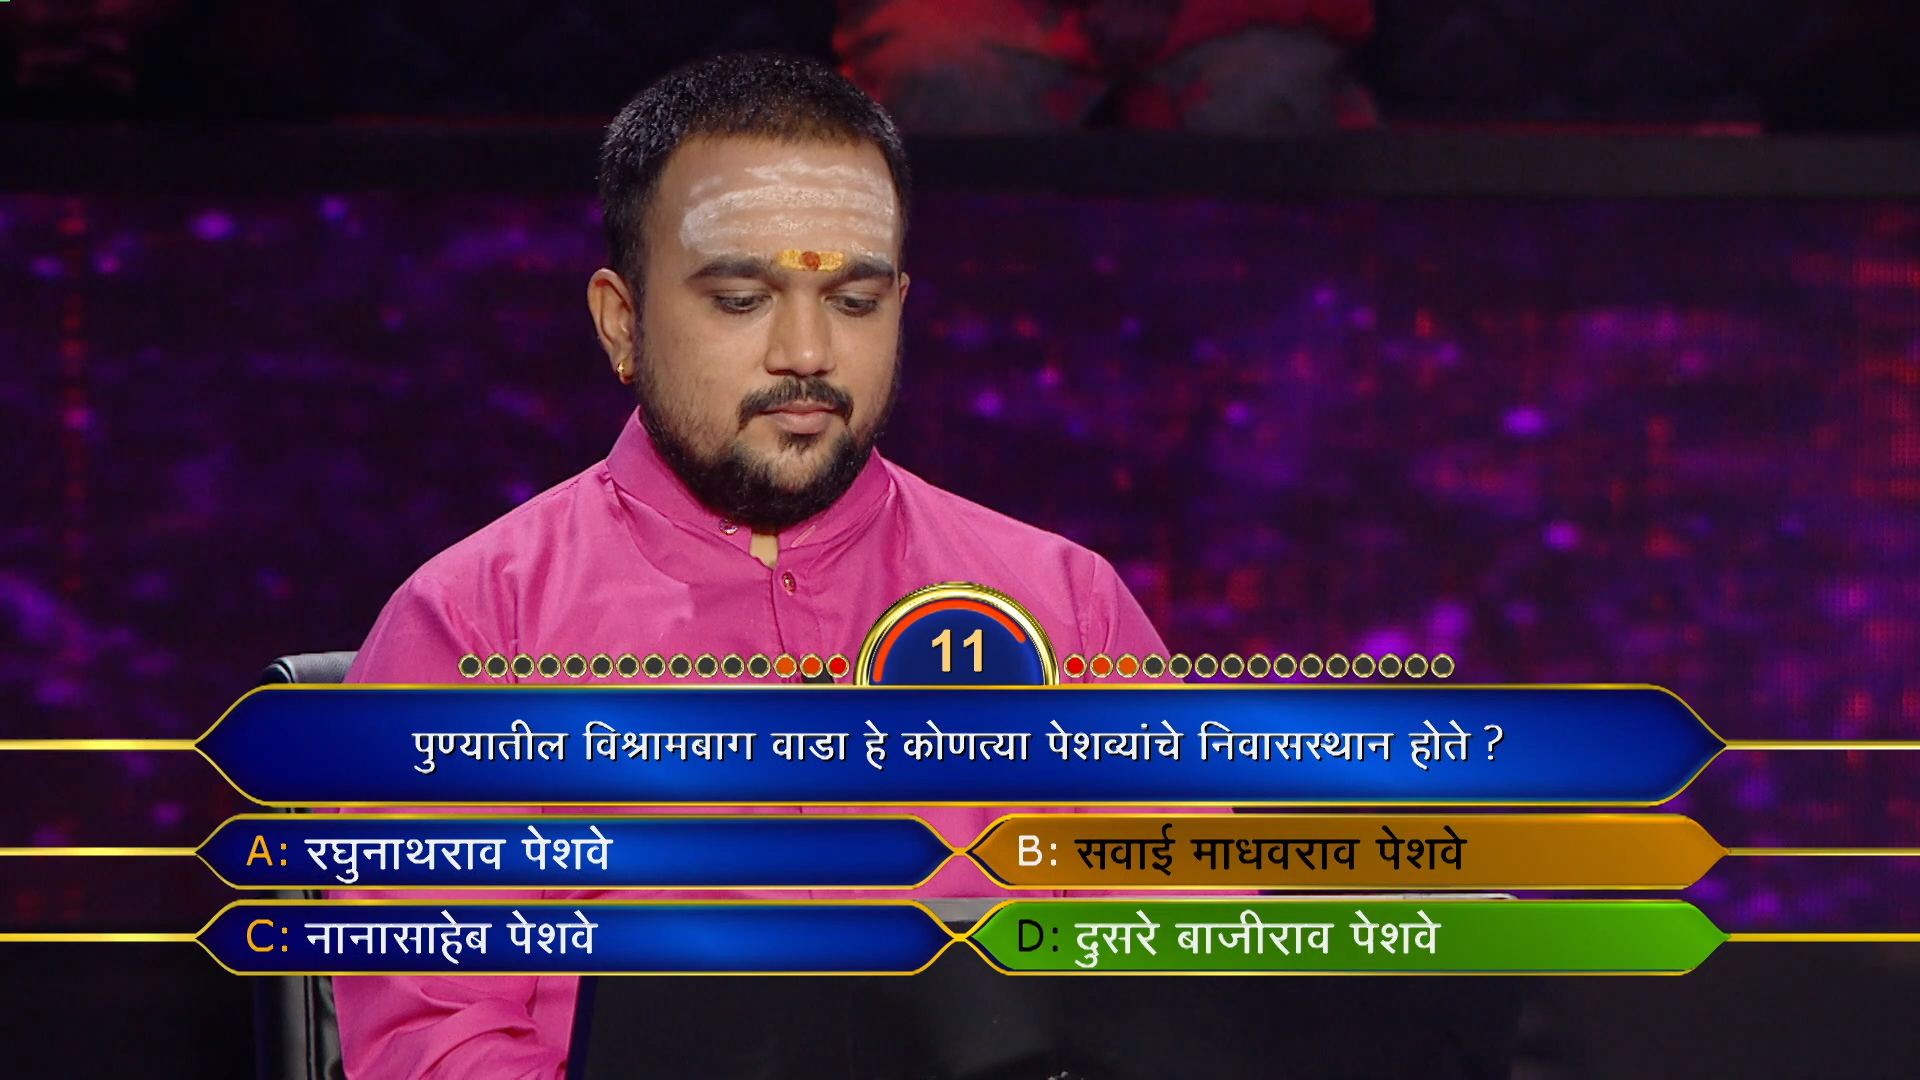 11
पुण्यातील विश्रामबाग वाडा हे कोणत्या पेशव्यांचे निवासस्थान होते ?
A: रघुनाथराव पेशवे
B: सवाई माधवराव पेशवे
C: नानासाहेब पेशवे
D: दुसरे बाजीराव पेशवे